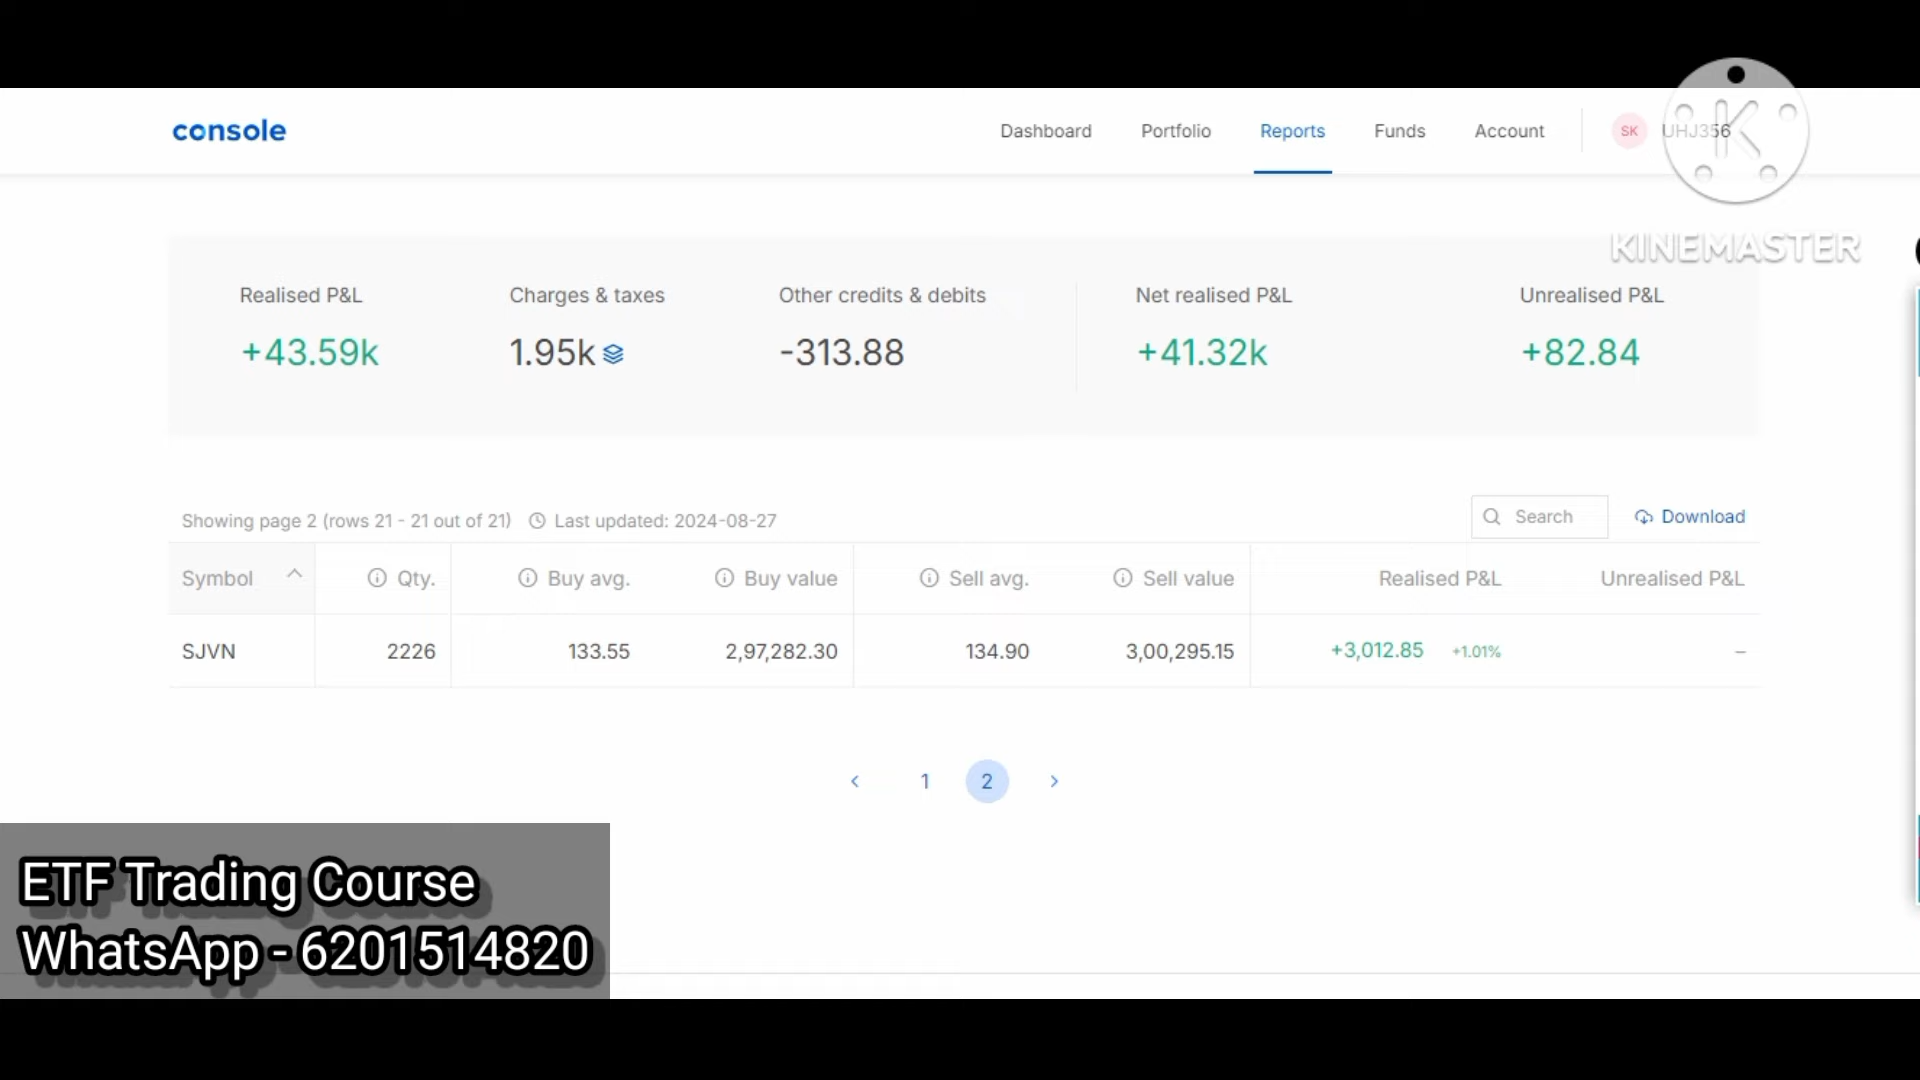 console
Dashboard Portfolio Reports Funds Account SK UHJ356
KINEMASTER
Realised P&L Charges & taxes Other credits & debits Net realised P&L Unrealised P&L
+43.59k 1.95k -313.88 +41.32k +82.84
Showing page 2 (rows 21 - 21 out of 21) Last updated: 2024-08-27 Search Download
Symbol Qty. Buy avg. Buy value Sell avg. Sell value Realised P&L Unrealised P&L
SJVN 2226 133.55 2,97,282.30 134.90 3,00,295.15 +3,012.85 +1.01% –
< 1 2 >
ETF Trading Course
WhatsApp - 6201514820